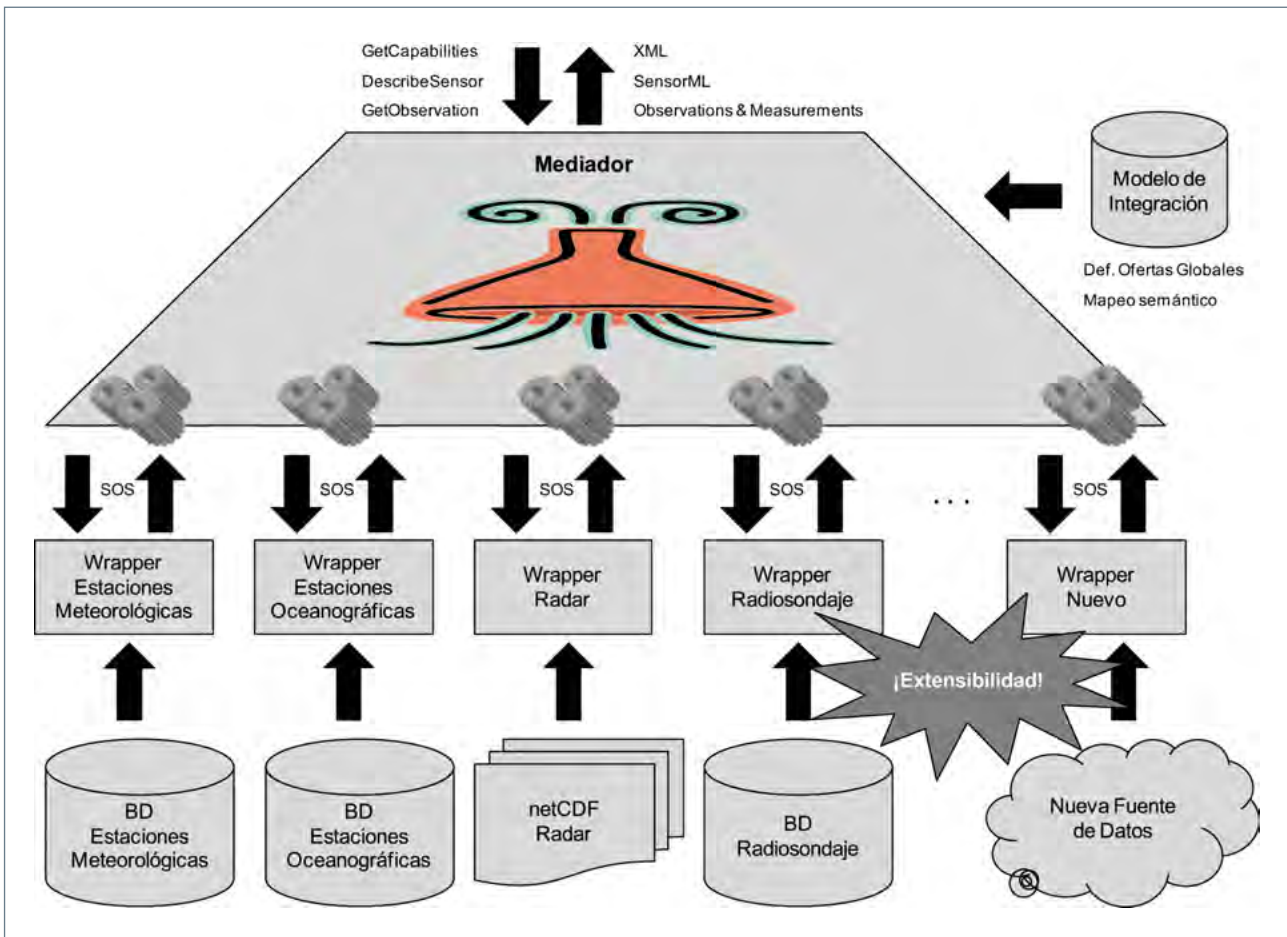 GetCapabilities
DescribeSensor
GetObservation
XML
SensorML
Observations & Measurements
Mediador
Modelo de
Integración
Def. Ofertas Globales
Mapeo semántico
SOS
SOS
SOS
SOS
. . .
SOS
Wrapper
Estaciones
Meteorológicas
Wrapper
Estaciones
Oceanográficas
Wrapper
Radar
Wrapper
Radiosondaje
Wrapper
Nuevo
¡Extensibilidad!
BD
Estaciones
Meteorológicas
BD
Estaciones
Oceanográficas
netCDF
Radar
BD
Radiosondaje
Nueva Fuente
de Datos